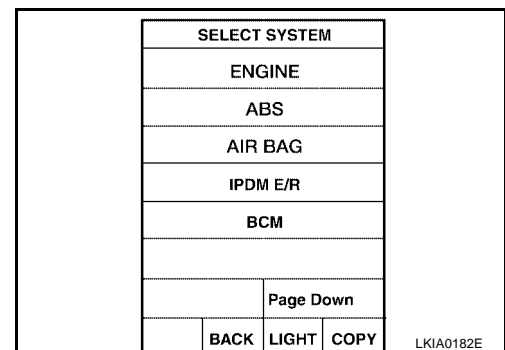 SELECT SYSTEM
ENGINE
ABS
AIR BAG
IPDM E/R
BCM
Page Down
BACK LIGHT COPY
LKIA0182E